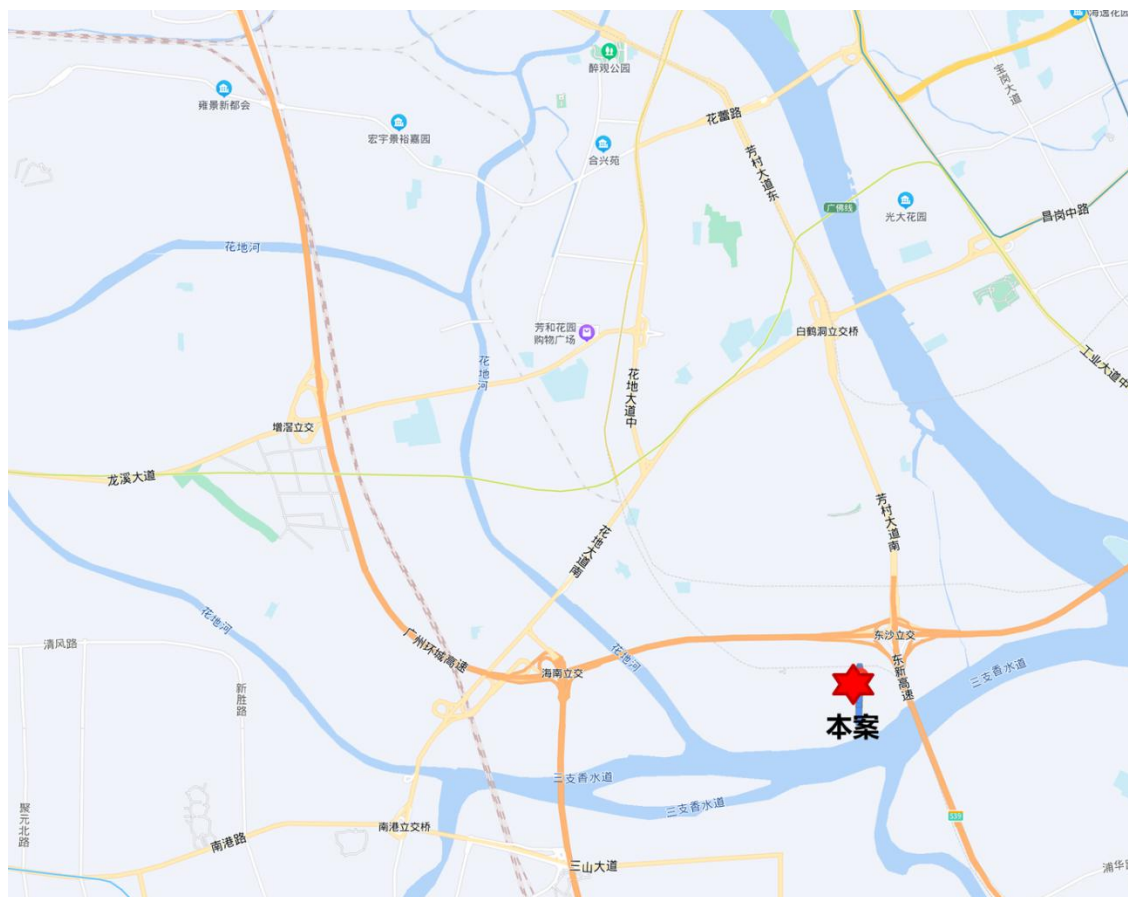 海逸花园
醉观公园
宝岗大道
雍景新都会
花蕾路
宏宇景裕嘉园
合兴苑
芳村大道东
广佛线
光大花园
昌岗中路
花地河
芳和花园
购物广场
白鹤洞立交桥
花地河
花地大道中
工业大道中
增滘立交
龙溪大道
芳村大道南
花地大道南
花地河
清风路
广州环城高速
花地河
东沙立交
海南立交
东新高速
三支香水道
新胜路
本案
三支香水道
三支香水道
聚元北路
南港立交桥
南港路
S39
三山大道
浦华路